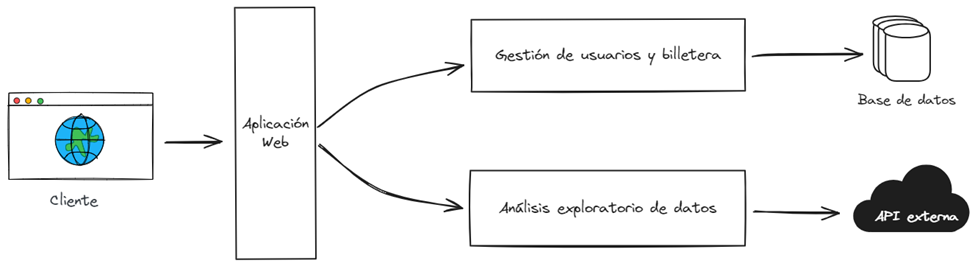 Cliente
Aplicación
Web
Gestión de usuarios y billetera
Base de datos
Análisis exploratorio de datos
API externa